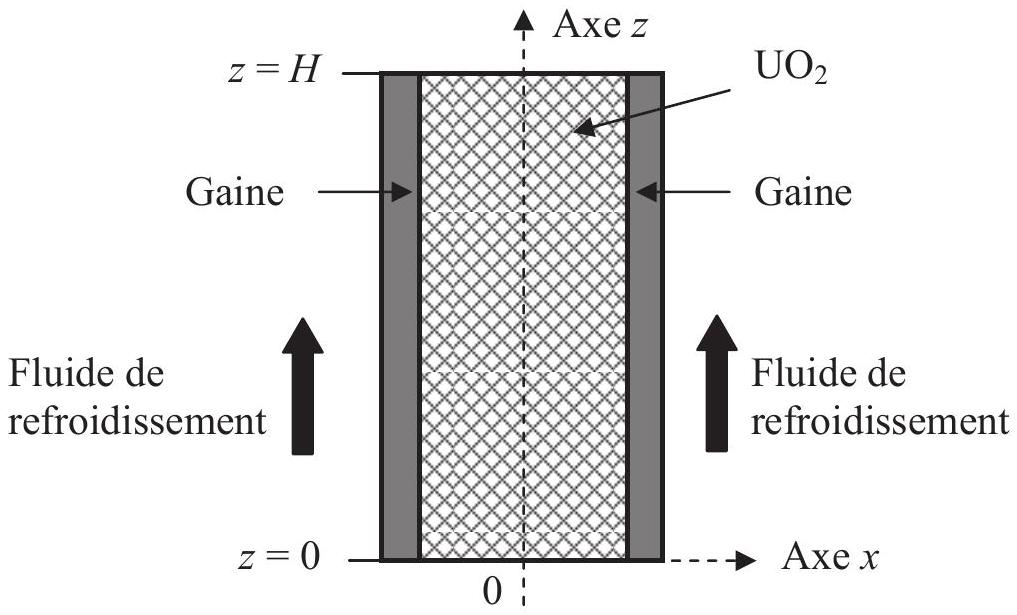 Axe z
z = H
UO₂
Gaine
Gaine
Fluide de
refroidissement
Fluide de
refroidissement
z = 0
Axe x
0